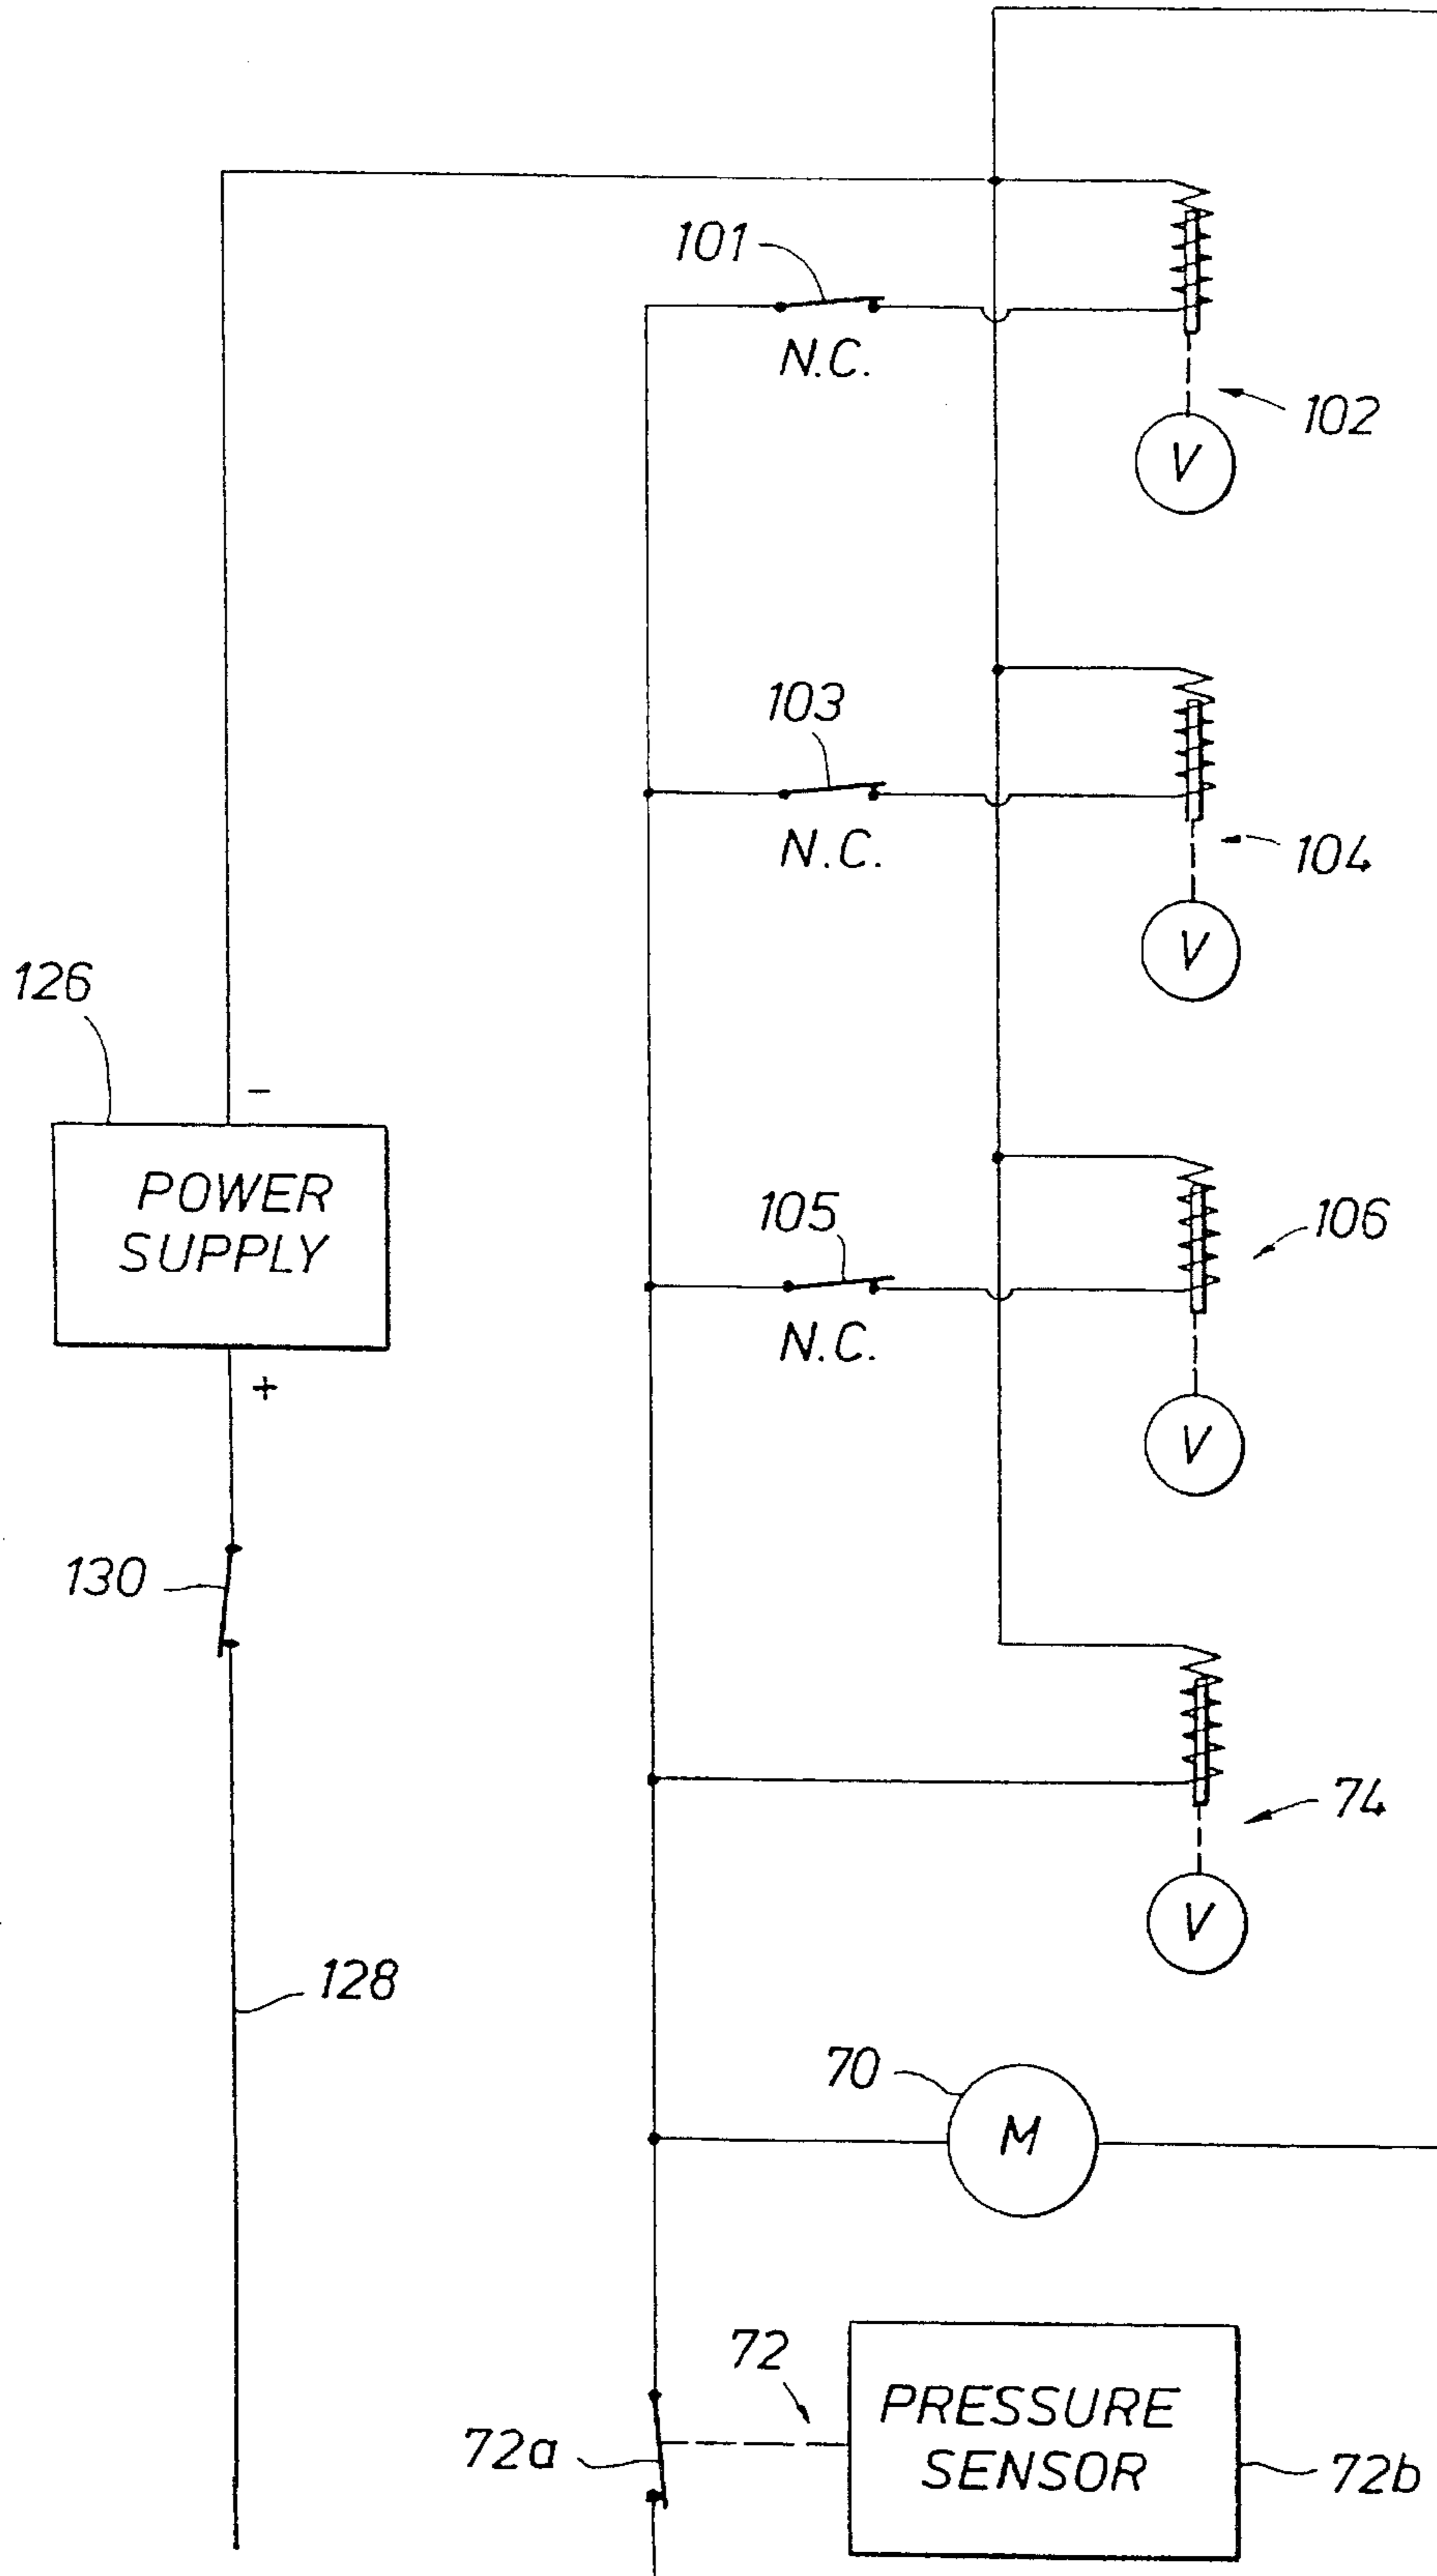 101
N.C.
102
V
103
N.C.
104
V
126
-
POWER
SUPPLY
+
105
N.C.
106
V
130
74
V
128
70
M
72
PRESSURE
SENSOR
72a
72b